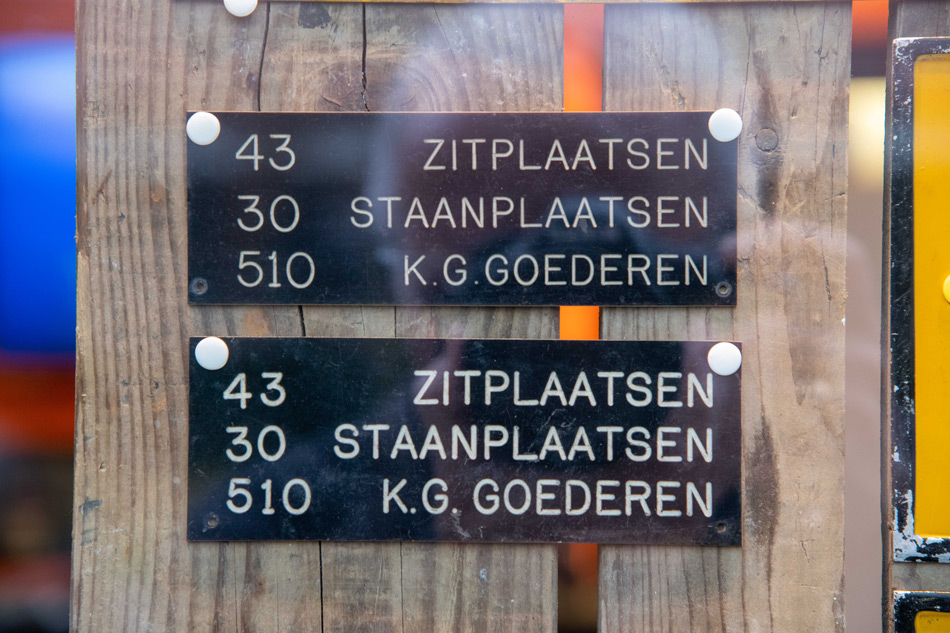 43 ZITPLAATSEN
30 STAANPLAATSEN
510 K.G. GOEDEREN
43 ZITPLAATSEN
30 STAANPLAATSEN
510 K.G. GOEDEREN